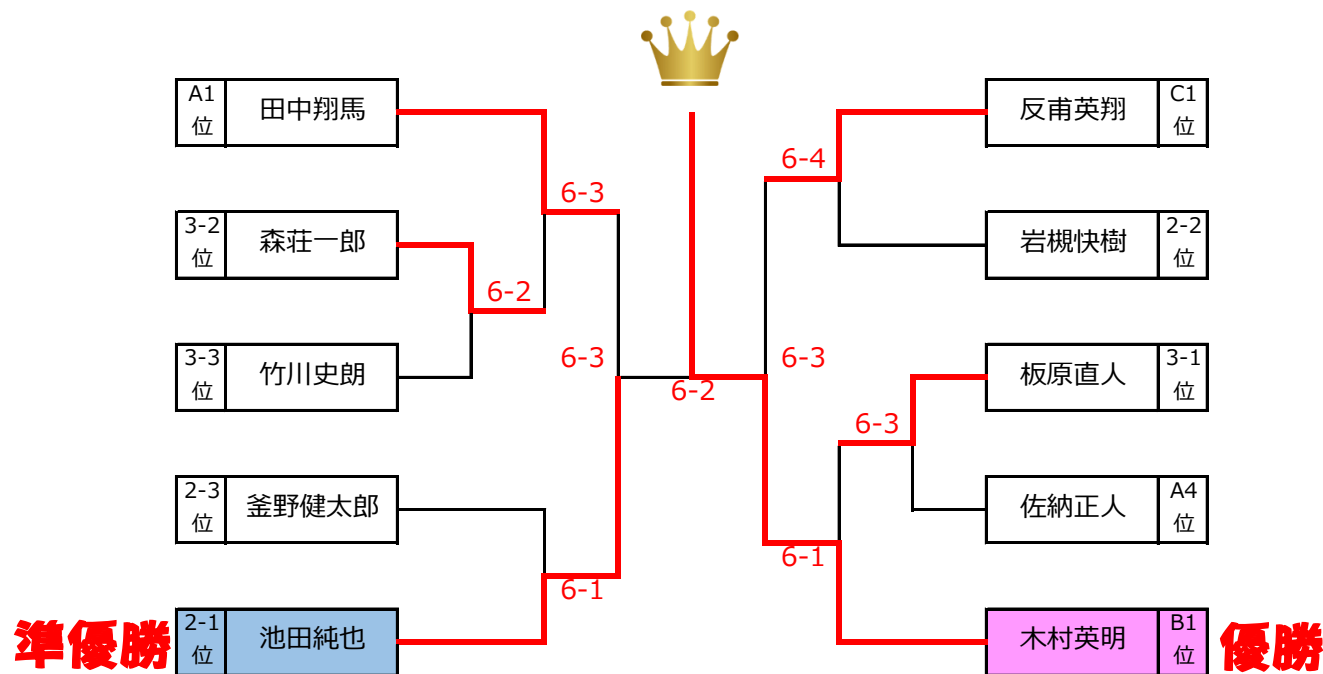 A1
位
田中翔馬
反甫英翔
C1
位
6-4
6-3
3-2
位
森荘一郎
岩槻快樹
2-2
位
6-2
3-3
位
竹川史朗
6-3
6-2
6-3
板原直人
3-1
位
6-3
2-3
位
釜野健太郎
佐納正人
A4
位
6-1
6-1
準優勝
2-1
位
池田純也
木村英明
B1
位
優勝